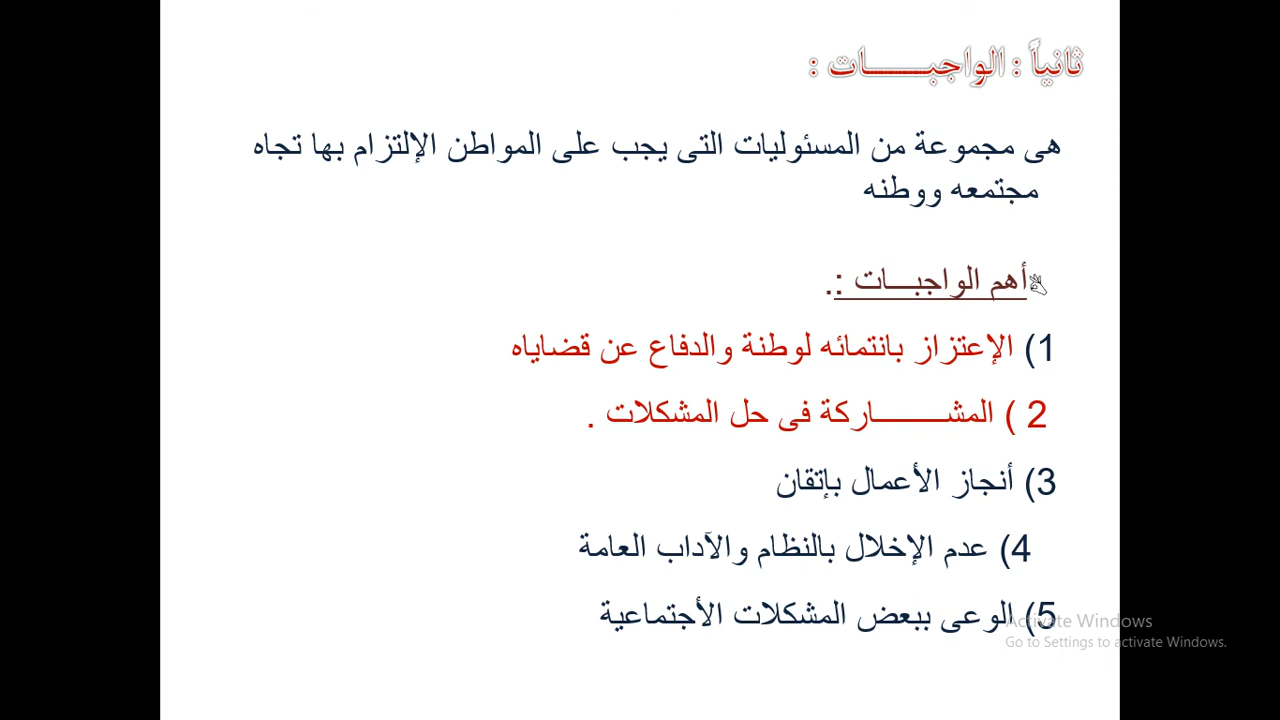 ثانياً : الواجبــــــــات :
هى مجموعة من المسئوليات التى يجب على المواطن الإلتزام بها تجاه
مجتمعه ووطنه
أهم الواجبـــات :.
1) الإعتزاز بانتمائه لوطنة والدفاع عن قضاياه
2 ) المشـــــــــاركة فى حل المشكلات .
3) أنجاز الأعمال بإتقان
4) عدم الإخلال بالنظام والآداب العامة
5) الوعى ببعض المشكلات الأجتماعية
Activate Windows
Go to Settings to activate Windows.